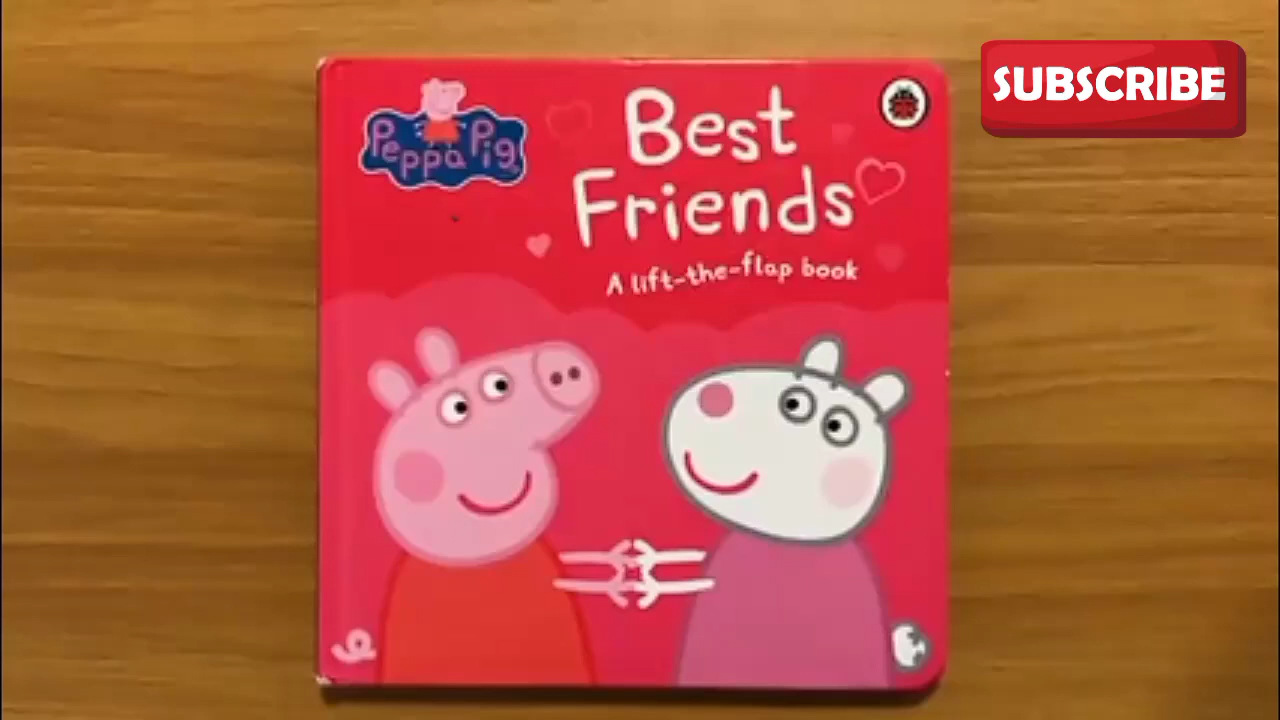 SUBSCRIBE
Peppa Pig
Best
Friends
A lift-the-flap book